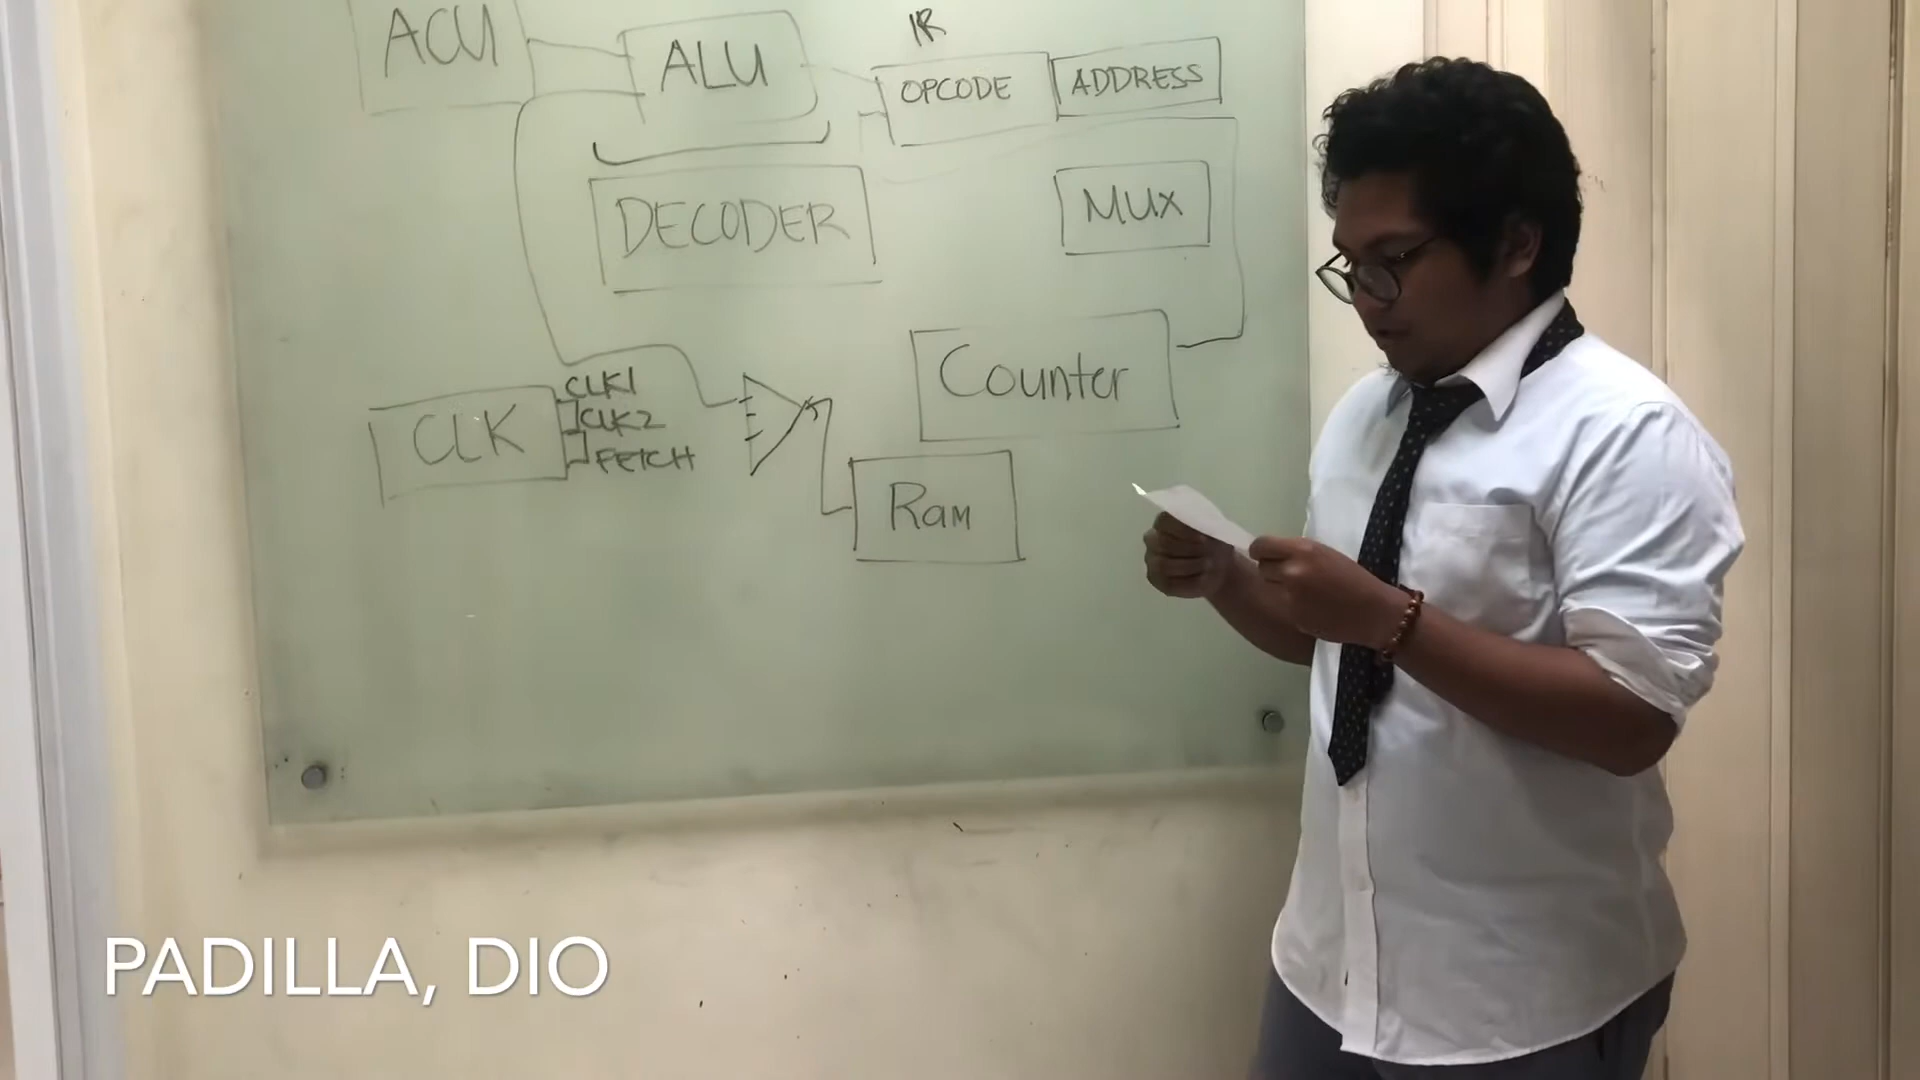 IR
ACU
ALU
OPCODE
ADDRESS
DECODER
MUX
Counter
CLK
CLK1
CLK2
FETCH
Ram
PADILLA, DIO